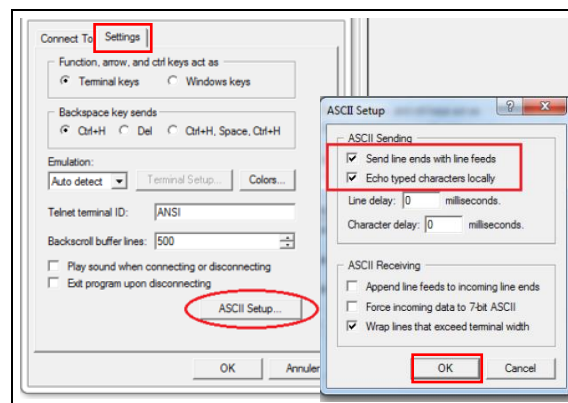 Connect To Settings
Function, arrow, and ctrl keys act as
Terminal keys Windows keys
Backspace key sends
Ctrl+H Del Ctrl+H, Space, Ctrl+H
Emulation:
Auto detect Terminal Setup... Colors...
Telnet terminal ID: ANSI
Backscroll buffer lines: 500
Play sound when connecting or disconnecting
Exit program upon disconnecting
ASCII Setup...
OK Annuler
ASCII Setup
ASCII Sending
Send line ends with line feeds
Echo typed characters locally
Line delay: 0 milliseconds.
Character delay: 0 milliseconds.
ASCII Receiving
Append line feeds to incoming line ends
Force incoming data to 7-bit ASCII
Wrap lines that exceed terminal width
OK Cancel